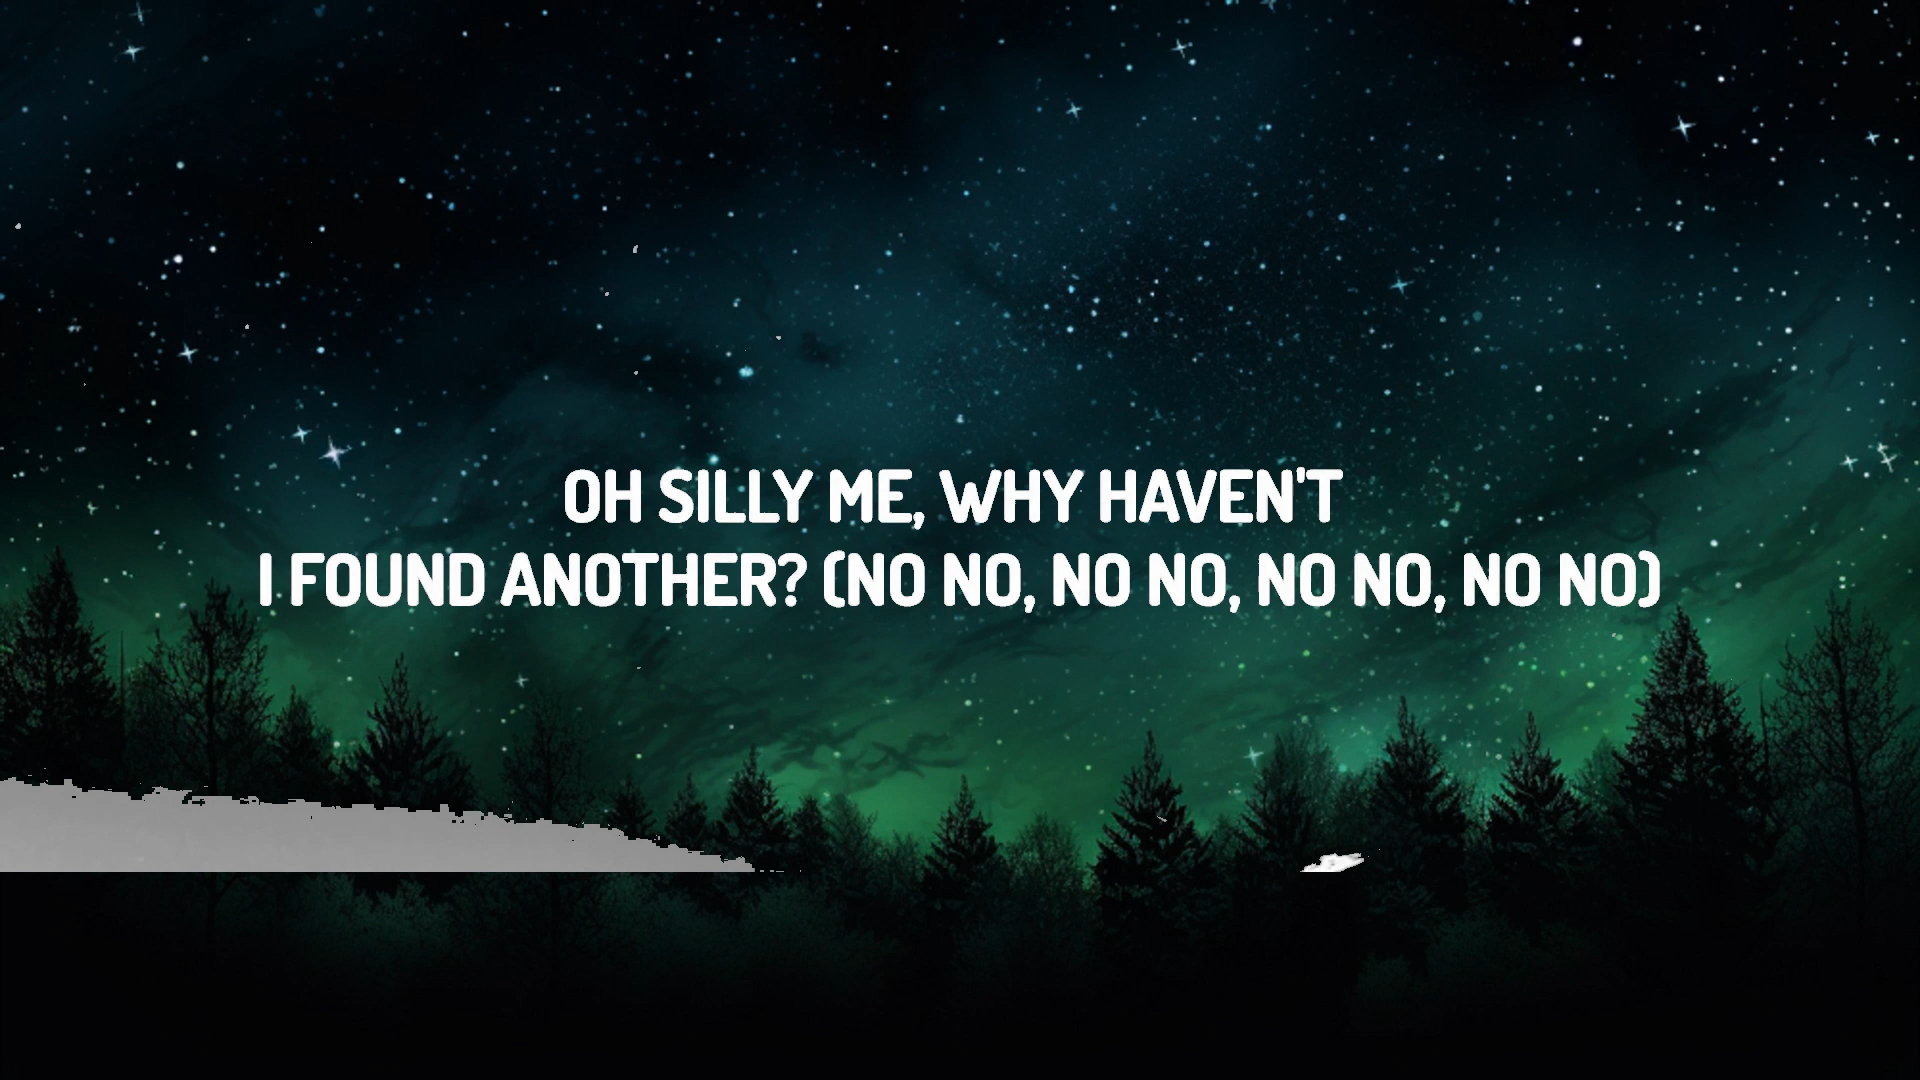 OH SILLY ME, WHY HAVEN'T
I FOUND ANOTHER? (NO NO, NO NO, NO NO, NO NO)